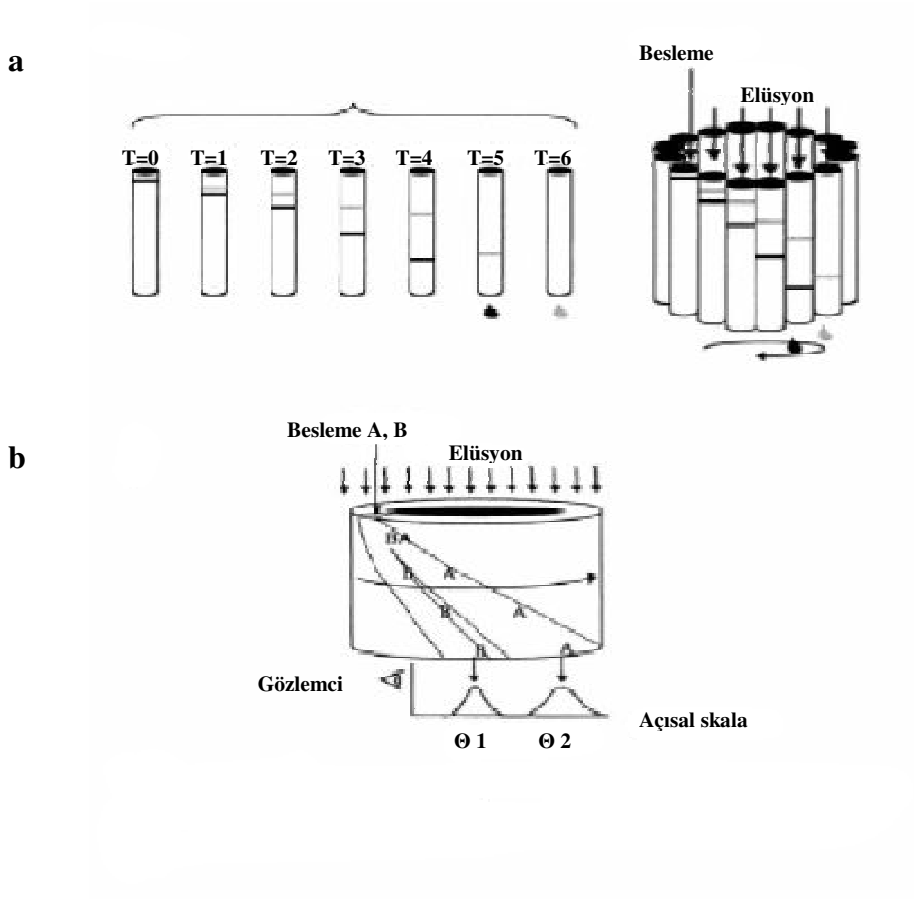 a
Besleme
Elüsyon
T=0 T=1 T=2 T=3 T=4 T=5 T=6
b
Besleme A, B
Elüsyon
B A
B A
B A
B A
Gözlemci
Açısal skala
Θ 1 Θ 2